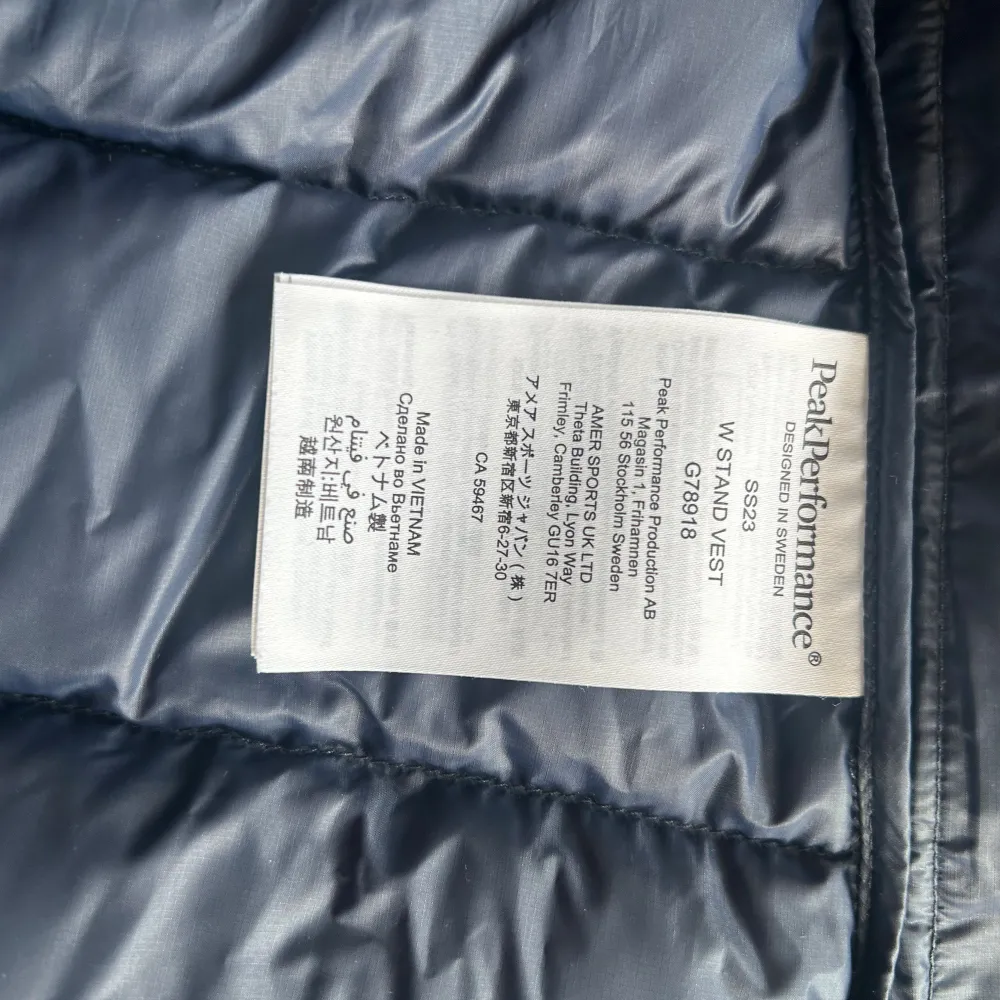 PeakPerformance®
DESIGNED IN SWEDEN
SS23
W STAND VEST
G78918
Peak Performance Production AB
Magasin 1, Frihamnen
115 56 Stockholm Sweden
AMER SPORTS UK LTD
Theta Building, Lyon Way
Frimley, Camberley GU16 7ER
アメア スポーツ ジャパン (株)
東京都新宿区新宿6-27-30
CA 59467
Made in VIETNAM
Сделано во Вьетнаме
ベトナム製
صنع في فيتنام
원산지:베트남
越南制造